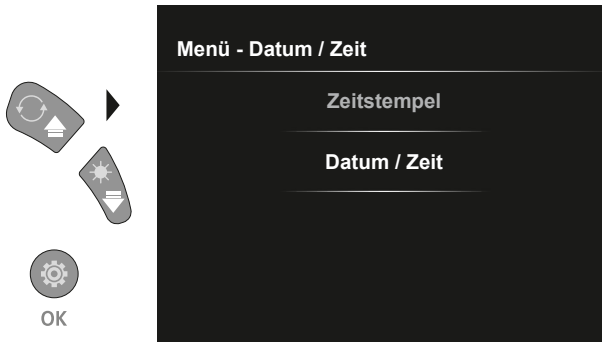 Menü - Datum / Zeit
Zeitstempel
Datum / Zeit
OK